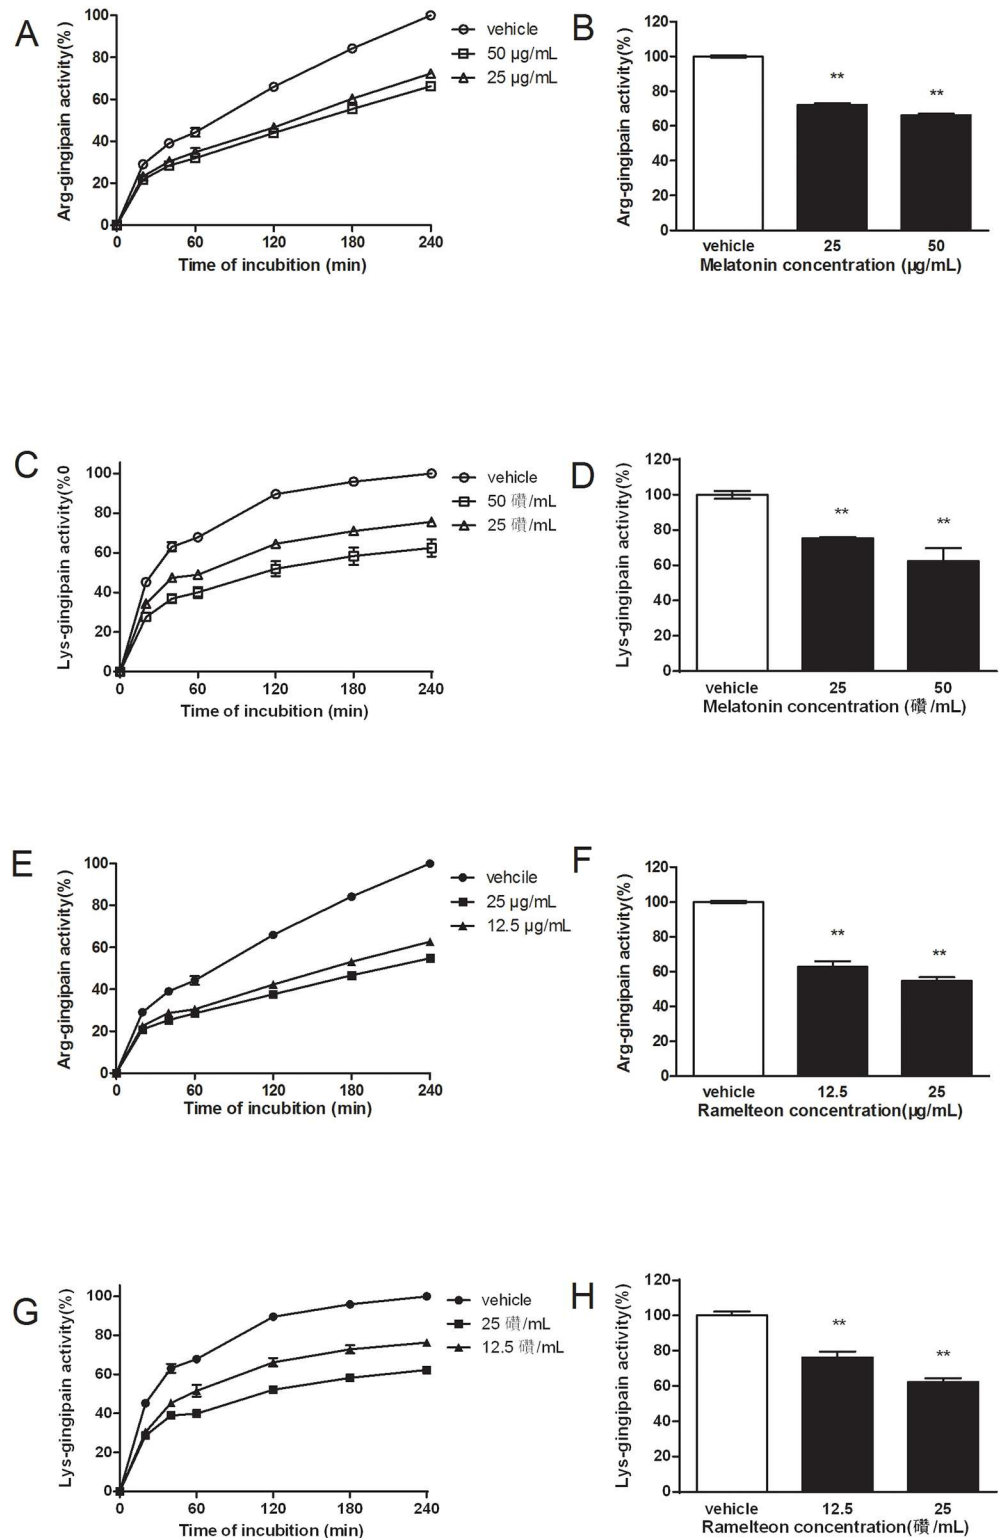 A
Arg-gingipain activity(%)
100
80
60
40
20
0
0 60 120 180 240
Time of incubition (min)
vehicle
50 µg/mL
25 µg/mL
B
Arg-gingipain activity(%)
120
100
80
60
40
20
0
**
**
vehicle 25 50
Melatonin concentration (µg/mL)
C
Lys-gingipain activity(%0
100
80
60
40
20
0
0 60 120 180 240
Time of incubition (min)
vehicle
50 礸/mL
25 礸/mL
D
Lys-gingipain activity(%)
120
100
80
60
40
20
0
**
**
vehicle 25 50
Melatonin concentration (礸/mL)
E
Arg-gingipain activity(%)
100
80
60
40
20
0
0 60 120 180 240
Time of incubition (min)
vehcile
25 µg/mL
12.5 µg/mL
F
Arg-gingipain activity(%)
120
100
80
60
40
20
0
**
**
vehicle 12.5 25
Ramelteon concentration(µg/mL)
G
Lys-gingipain activity(%)
100
80
60
40
20
0
0 60 120 180 240
Time of incubition (min)
vehicle
25 礸/mL
12.5 礸/mL
H
Lys-gingipain activity(%)
120
100
80
60
40
20
0
**
**
vehicle 12.5 25
Ramelteon concentration(礸/mL)